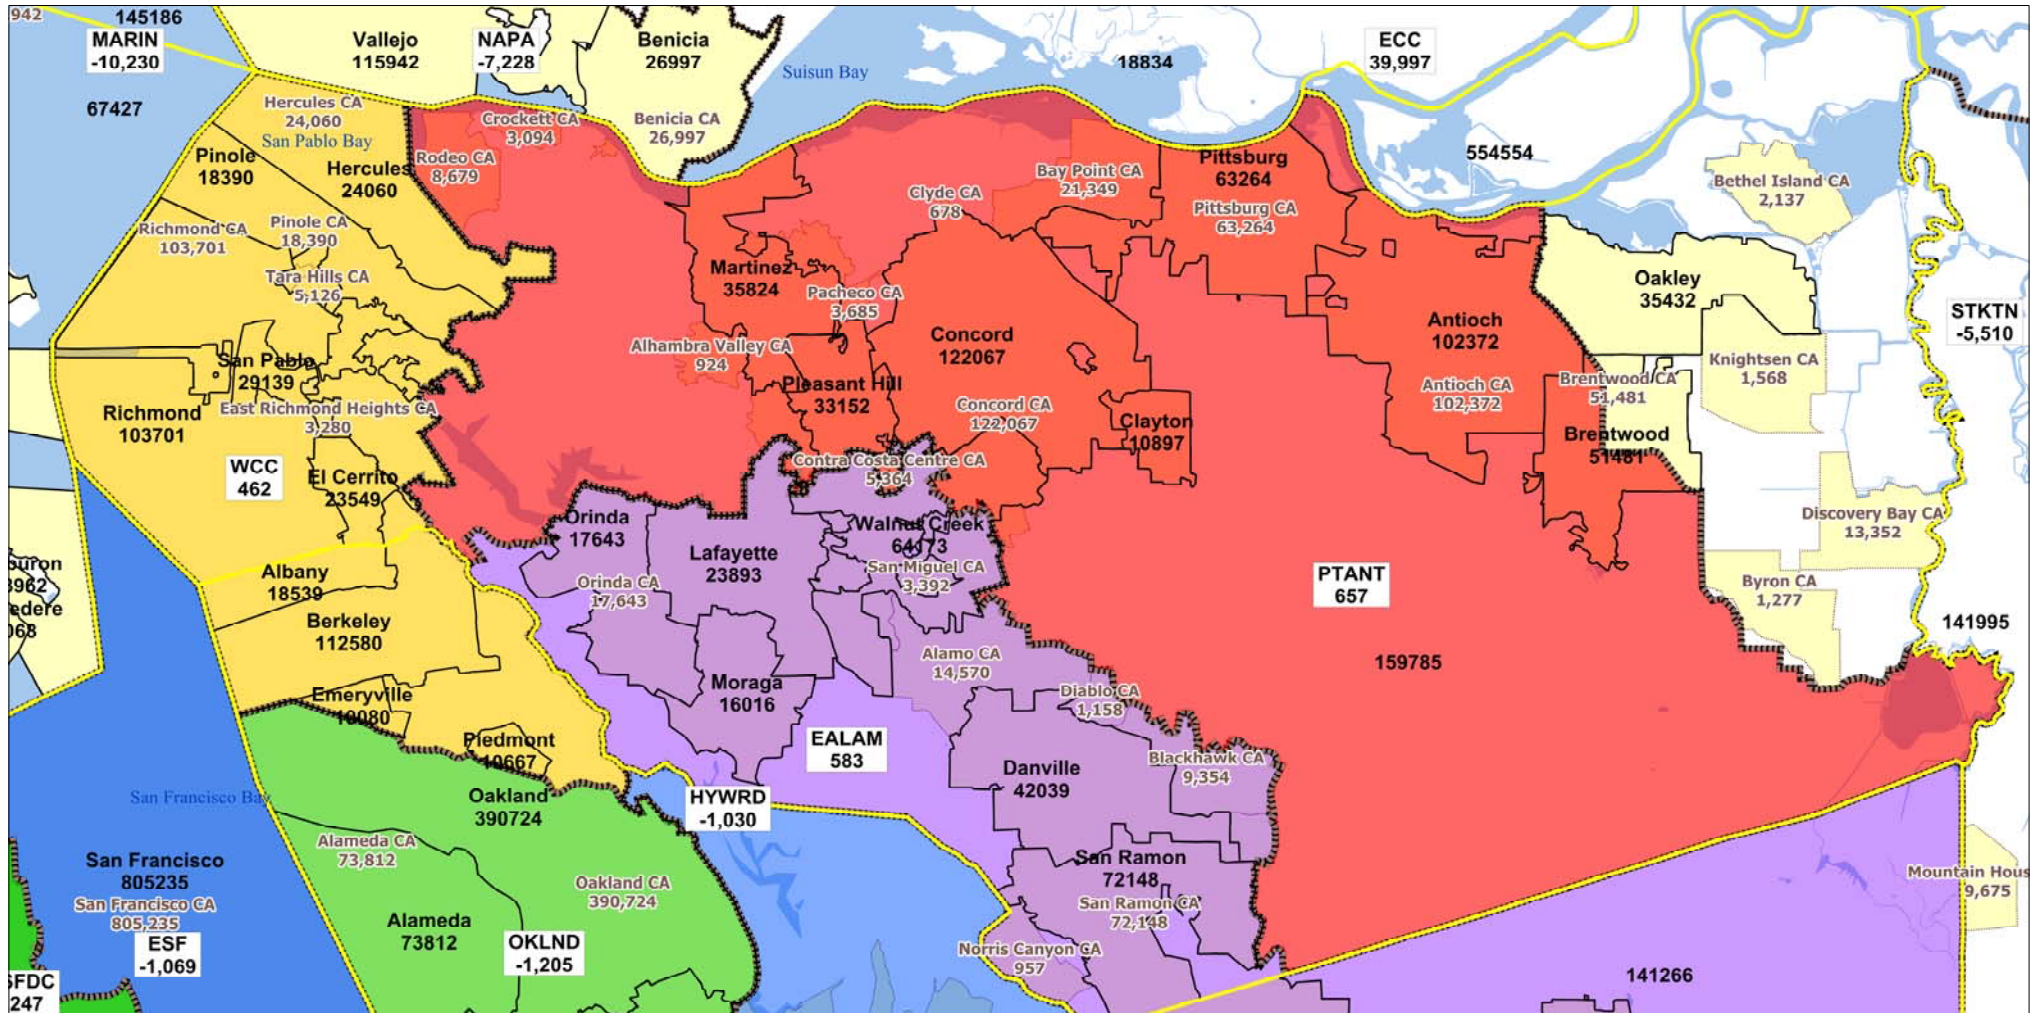 942
145186
MARIN
-10,230
67427
Vallejo
115942
NAPA
-7,228
Benicia
26997
Suisun Bay
18834
ECC
39,997
Hercules CA
24,060
San Pablo Bay
Crockett CA
3,094
Benicia CA
26,997
Pinole
18390
Hercules
24060
Rodeo CA
8,679
Bay Point CA
21,349
Pittsburg
63264
554554
Bethel Island CA
2,137
Clyde CA
678
Pittsburg CA
63,264
Richmond CA
103,701
Pinole CA
18,390
Tara Hills CA
5,126
Martinez
35824
Pacheco CA
3,685
Oakley
35432
STKTN
-5,510
Concord
122067
Antioch
102372
Alhambra Valley CA
924
San Pablo
29139
Knightsen CA
1,568
Pleasant Hill
33152
Antioch CA
102,372
Brentwood CA
51,481
Richmond
103701
East Richmond Heights CA
3,280
Concord CA
122,067
Clayton
10897
Brentwood
51481
WCC
462
El Cerrito
23549
Contra Costa Centre CA
5,364
Orinda
17643
Walnut Creek
64173
Discovery Bay CA
13,352
Lafayette
23893
San Miguel CA
3,392
Albany
18539
Orinda CA
17,643
PTANT
657
Byron CA
1,277
Berkeley
112580
141995
Alamo CA
14,570
159785
Emeryville
10080
Moraga
16016
Diablo CA
1,158
Piedmont
10667
EALAM
583
Blackhawk CA
9,354
Danville
42039
San Francisco Bay
Oakland
390724
HYWRD
-1,030
Alameda CA
73,812
San Francisco
805235
San Francisco CA
805,235
San Ramon
72148
San Ramon CA
72,148
Oakland CA
390,724
Mountain Hous
9,675
Alameda
73812
ESF
-1,069
OKLND
-1,205
Norris Canyon CA
957
SFDC
247
141266